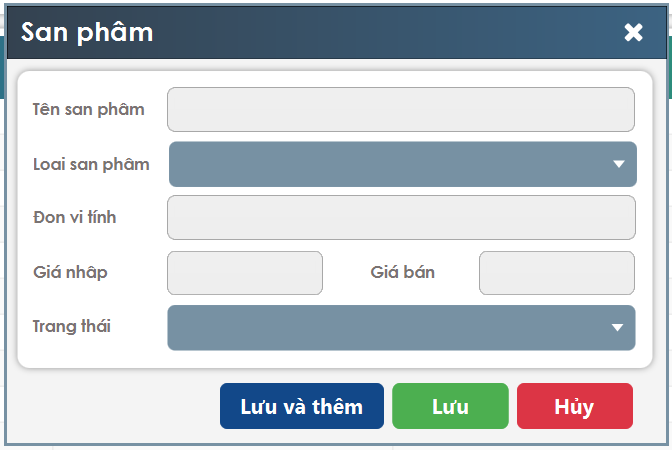 San phâm
Tên san phâm
Loai san phâm
Đon vi tính
Giá nhâp Giá bán
Trang thái
Lưu và thêm Lưu Hủy